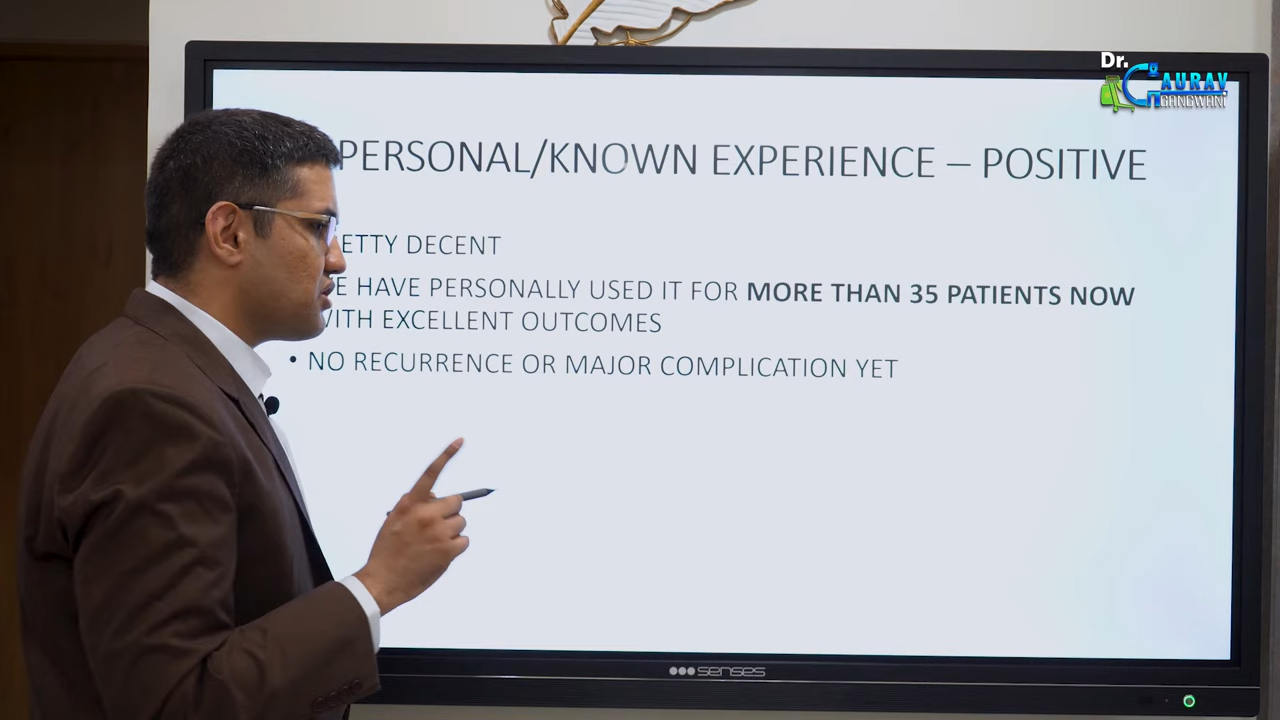 Dr.
GAURAV
GANGWANI
PERSONAL/KNOWN EXPERIENCE – POSITIVE
DECENT
HAVE PERSONALLY USED IT FOR MORE THAN 35 PATIENTS NOW
WITH EXCELLENT OUTCOMES
• NO RECURRENCE OR MAJOR COMPLICATION YET
senses